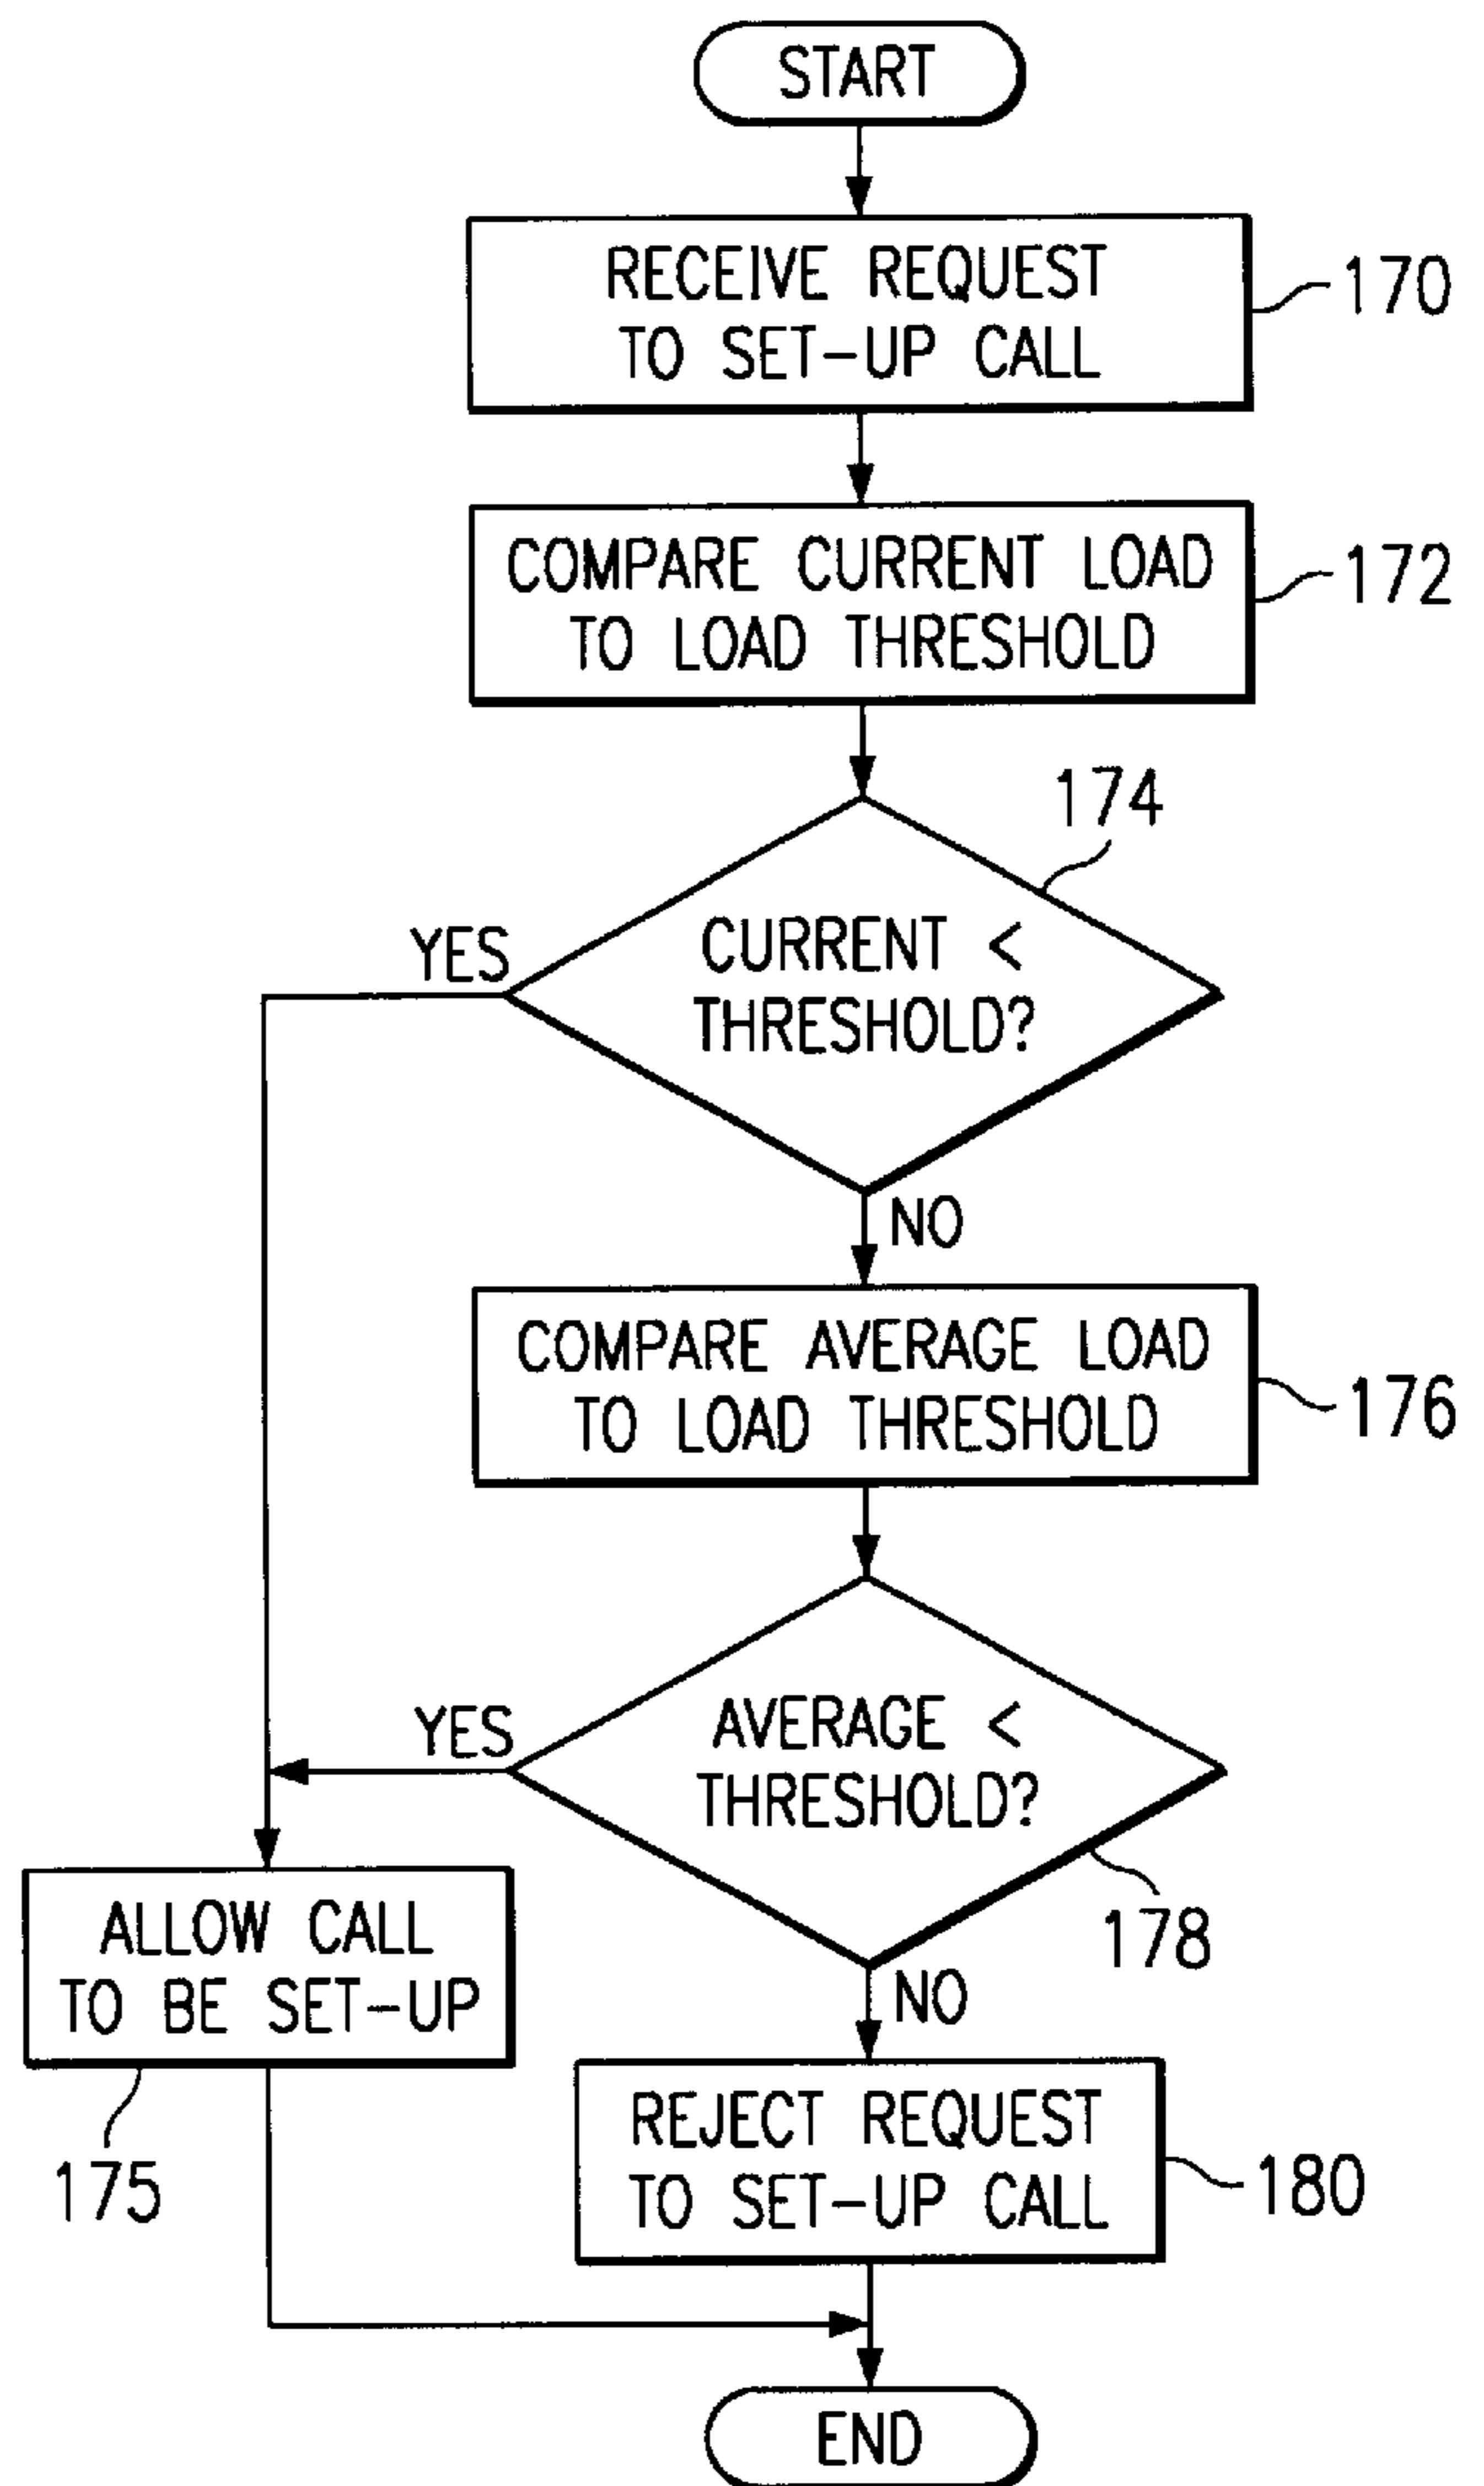 START
RECEIVE REQUEST
TO SET-UP CALL
170
COMPARE CURRENT LOAD
TO LOAD THRESHOLD
172
174
CURRENT <
THRESHOLD?
YES
NO
COMPARE AVERAGE LOAD
TO LOAD THRESHOLD
176
AVERAGE <
THRESHOLD?
YES
178
NO
ALLOW CALL
TO BE SET-UP
175
REJECT REQUEST
TO SET-UP CALL
180
END